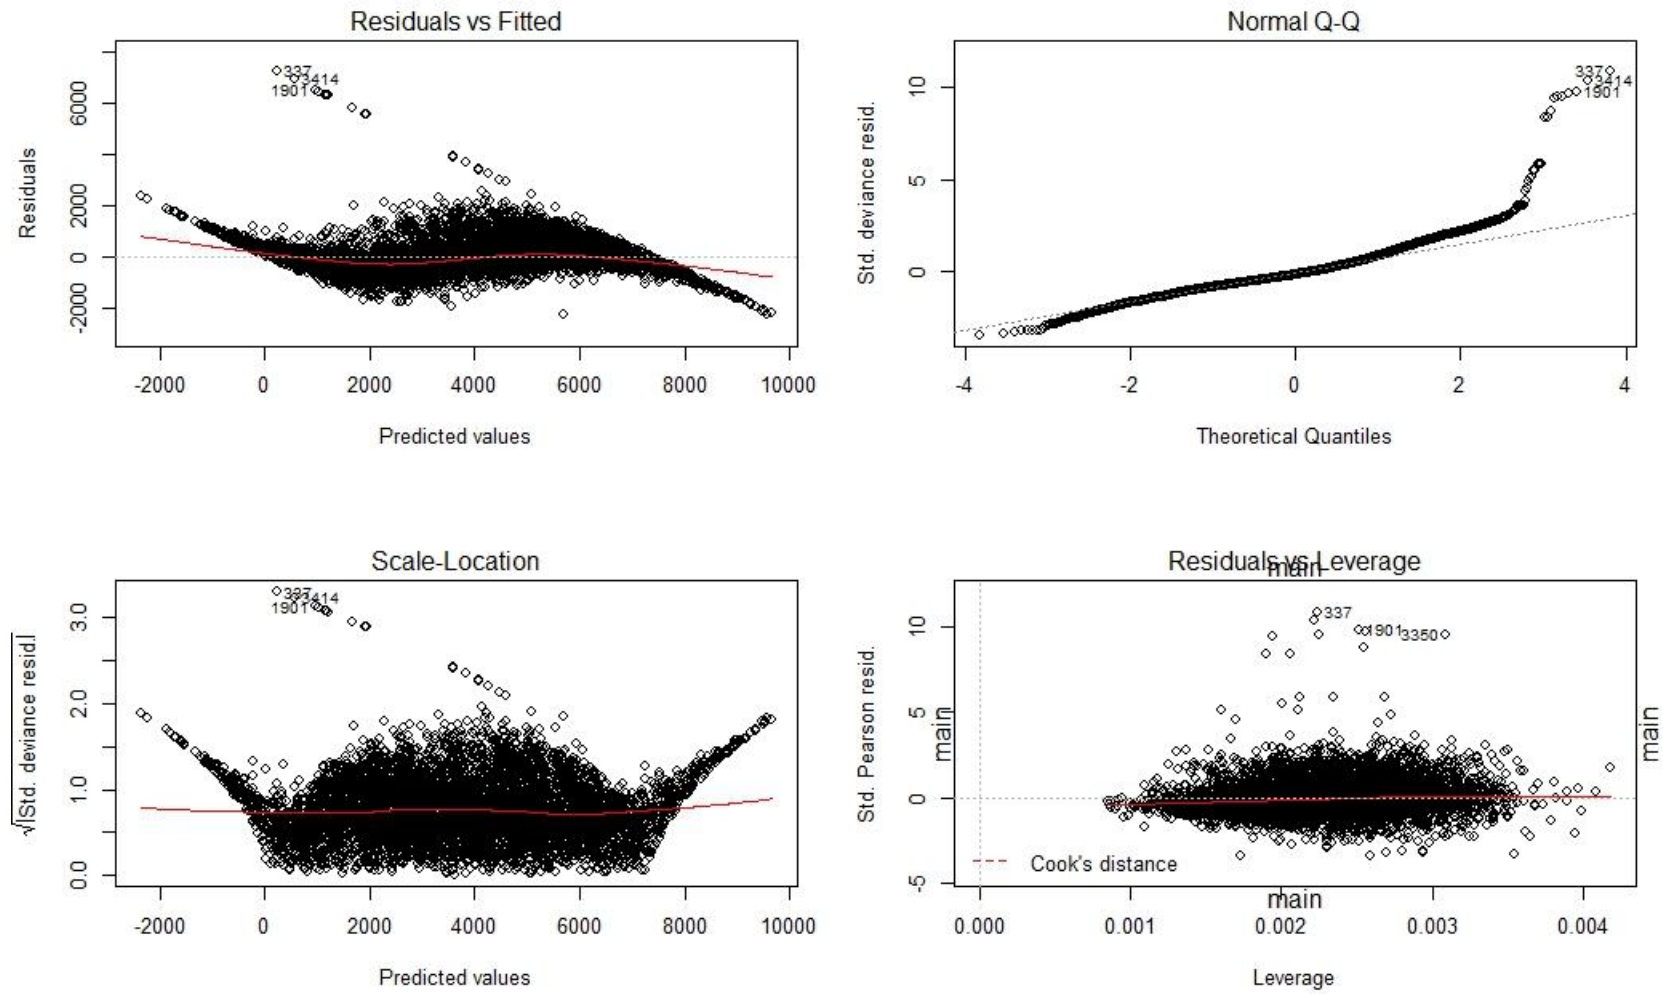 Residuals vs Fitted
Residuals
6000
2000
0
-2000
337
3414
1901
-2000 0 2000 4000 6000 8000 10000
Predicted values
Normal Q-Q
Std. deviance resid.
10
5
0
337
3414
1901
-4 -2 0 2 4
Theoretical Quantiles
Scale-Location
√|Std. deviance resid.|
3.0
2.0
1.0
0.0
337
3414
1901
-2000 0 2000 4000 6000 8000 10000
Predicted values
Residuals vs Leverage
main
Std. Pearson resid.
10
5
0
-5
337
1901
3350
main
main
Cook's distance
main
0.000 0.001 0.002 0.003 0.004
Leverage